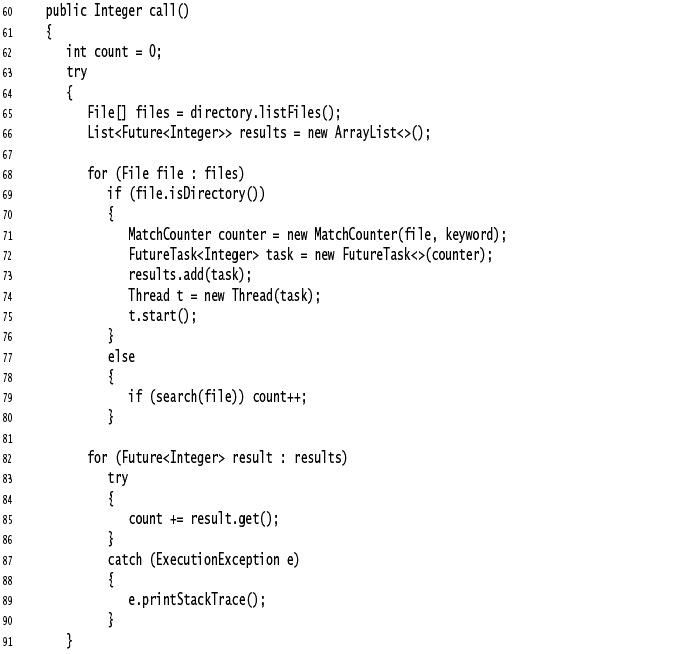 60 public Integer call()
61 {
62 int count = 0;
63 try
64 {
65 File[] files = directory.listFiles();
66 List<Future<Integer>> results = new ArrayList<>();
67
68 for (File file : files)
69 if (file.isDirectory())
70 {
71 MatchCounter counter = new MatchCounter(file, keyword);
72 FutureTask<Integer> task = new FutureTask<>(counter);
73 results.add(task);
74 Thread t = new Thread(task);
75 t.start();
76 }
77 else
78 {
79 if (search(file)) count++;
80 }
81
82 for (Future<Integer> result : results)
83 try
84 {
85 count += result.get();
86 }
87 catch (ExecutionException e)
88 {
89 e.printStackTrace();
90 }
91 }